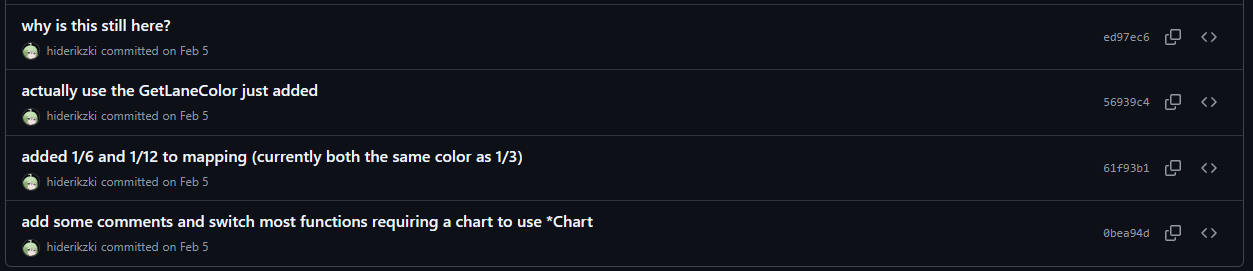 why is this still here?
hiderikzki committed on Feb 5
ed97ec6
actually use the GetLaneColor just added
hiderikzki committed on Feb 5
56939c4
added 1/6 and 1/12 to mapping (currently both the same color as 1/3)
hiderikzki committed on Feb 5
61f93b1
add some comments and switch most functions requiring a chart to use *Chart
hiderikzki committed on Feb 5
0bea94d